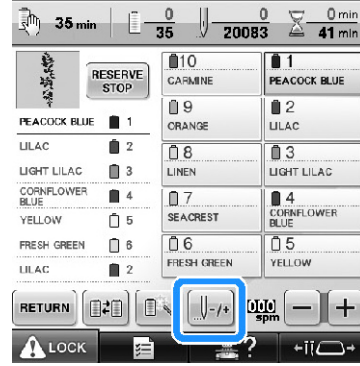 35 min
0
35
0
20083
0 min
41 min
RESERVE
STOP
10
CARMINE
1
PEACOCK BLUE
9
ORANGE
2
LILAC
8
LINEN
3
LIGHT LILAC
7
SEACREST
4
CORNFLOWER
BLUE
6
FRESH GREEN
5
YELLOW
PEACOCK BLUE 1
LILAC 2
LIGHT LILAC 3
CORNFLOWER
BLUE 4
YELLOW 5
FRESH GREEN 6
LILAC 2
RETURN
-/+
spm
-
+
LOCK
?